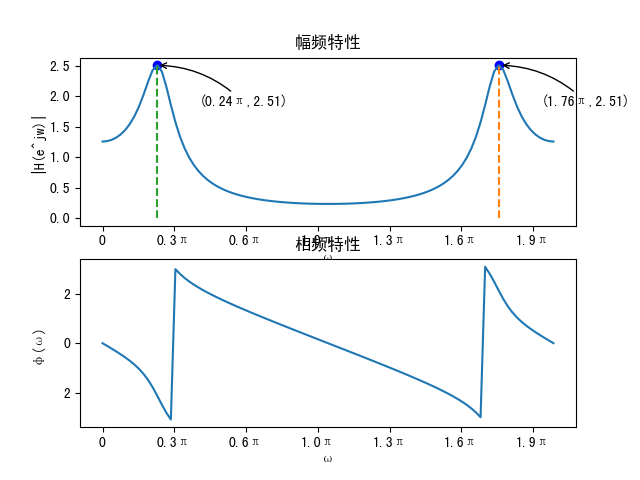 幅频特性
2.5
2.0
1.5
1.0
0.5
0.0
|H(e^jw)|
(0.24π,2.51)
(1.76π,2.51)
0
0.3π
0.6π
1.0π
1.3π
1.6π
1.9π
ω
相频特性
2
0
2
φ(ω)
0
0.3π
0.6π
1.0π
1.3π
1.6π
1.9π
ω